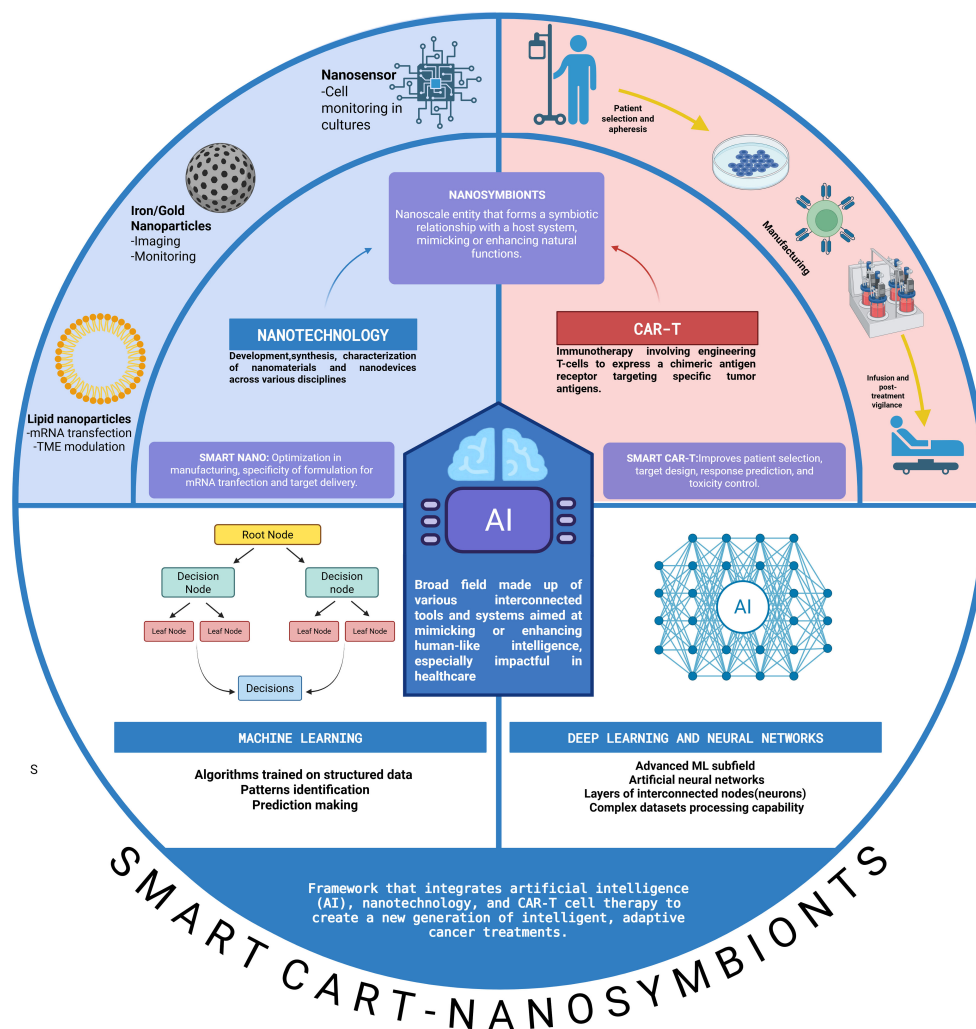 Nanosensor
-Cell
monitoring in
cultures
Iron/Gold
Nanoparticles
-Imaging
-Monitoring
Lipid nanoparticles
-mRNA transfection
-TME modulation
Patient
selection and
apheresis
Manufacturing
Infusion and
post-
treatment
vigilance
NANOSYMBIONTS
Nanoscale entity that forms a symbiotic
relationship with a host system,
mimicking or enhancing natural
functions.
NANOTECHNOLOGY
Development,synthesis, characterization
of nanomaterials and nanodevices
across various disciplines
CAR-T
Immunotherapy involving engineering
T-cells to express a chimeric antigen
receptor targeting specific tumor
antigens.
SMART NANO: Optimization in
manufacturing, specificity of formulation for
mRNA tranfection and target delivery.
SMART CAR-T:Improves patient selection,
target design, response prediction, and
toxicity control.
AI
Broad field made up of
various interconnected
tools and systems aimed at
mimicking or enhancing
human-like intelligence,
especially impactful in
healthcare
Root Node
Decision
Node
Decision
node
Leaf Node
Leaf Node
Leaf Node
Leaf Node
Decisions
AI
MACHINE LEARNING
Algorithms trained on structured data
Patterns identification
Prediction making
DEEP LEARNING AND NEURAL NETWORKS
Advanced ML subfield
Artificial neural networks
Layers of interconnected nodes(neurons)
Complex datasets processing capability
S
Framework that integrates artificial intelligence
(AI), nanotechnology, and CAR-T cell therapy to
create a new generation of intelligent, adaptive
cancer treatments.
SMART CART-NANOSYMBIONTS